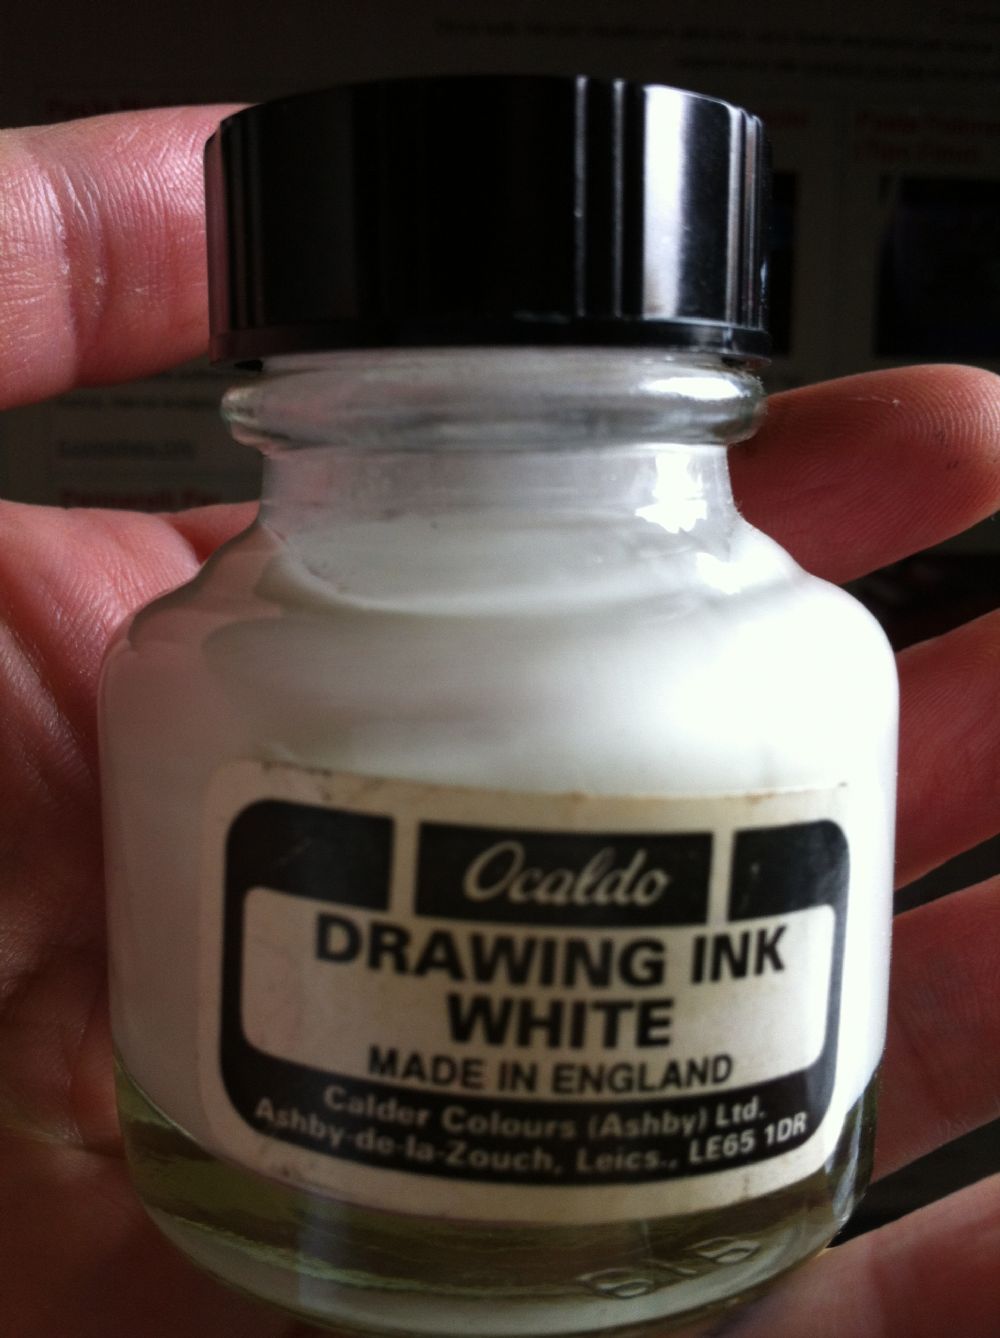 Ocaldo
DRAWING INK
WHITE
MADE IN ENGLAND
Calder Colours (Ashby) Ltd.
Ashby-de-la-Zouch, Leics., LE65 1DR